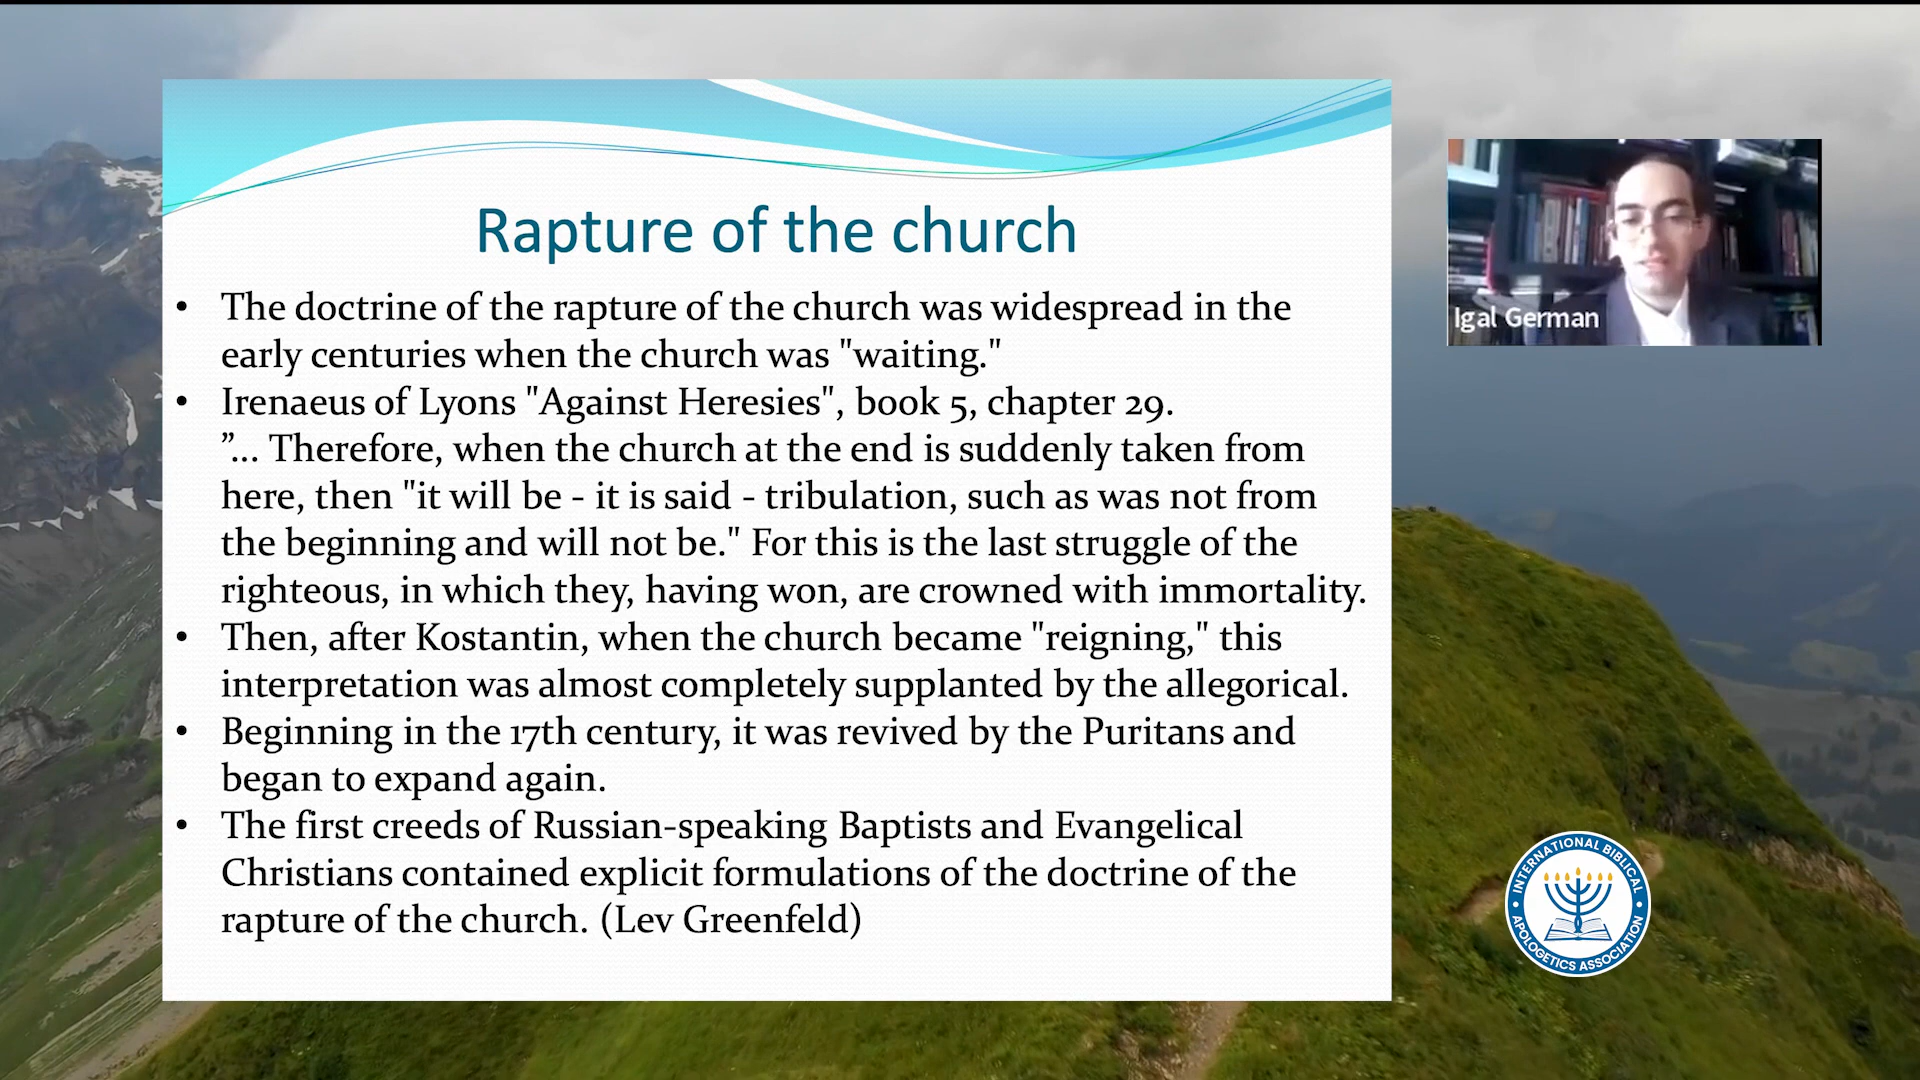 Rapture of the church
• The doctrine of the rapture of the church was widespread in the
early centuries when the church was "waiting."
• Irenaeus of Lyons "Against Heresies", book 5, chapter 29.
”... Therefore, when the church at the end is suddenly taken from
here, then "it will be - it is said - tribulation, such as was not from
the beginning and will not be." For this is the last struggle of the
righteous, in which they, having won, are crowned with immortality.
• Then, after Kostantin, when the church became "reigning," this
interpretation was almost completely supplanted by the allegorical.
• Beginning in the 17th century, it was revived by the Puritans and
began to expand again.
• The first creeds of Russian-speaking Baptists and Evangelical
Christians contained explicit formulations of the doctrine of the
rapture of the church. (Lev Greenfeld)
Igal German
INTERNATIONAL BIBLICAL
APOLOGETICS ASSOCIATION